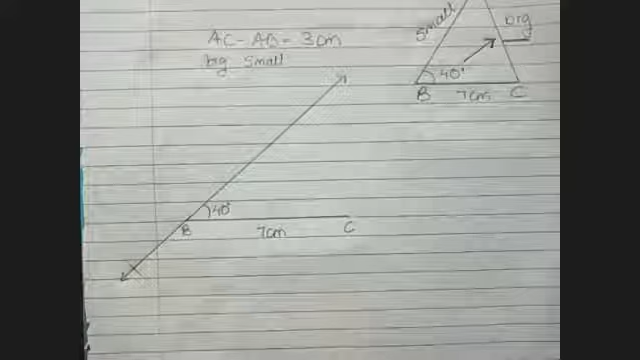 AC - AB = 3cm
big small
small
big
40°
B 7cm C
40°
B 7cm C